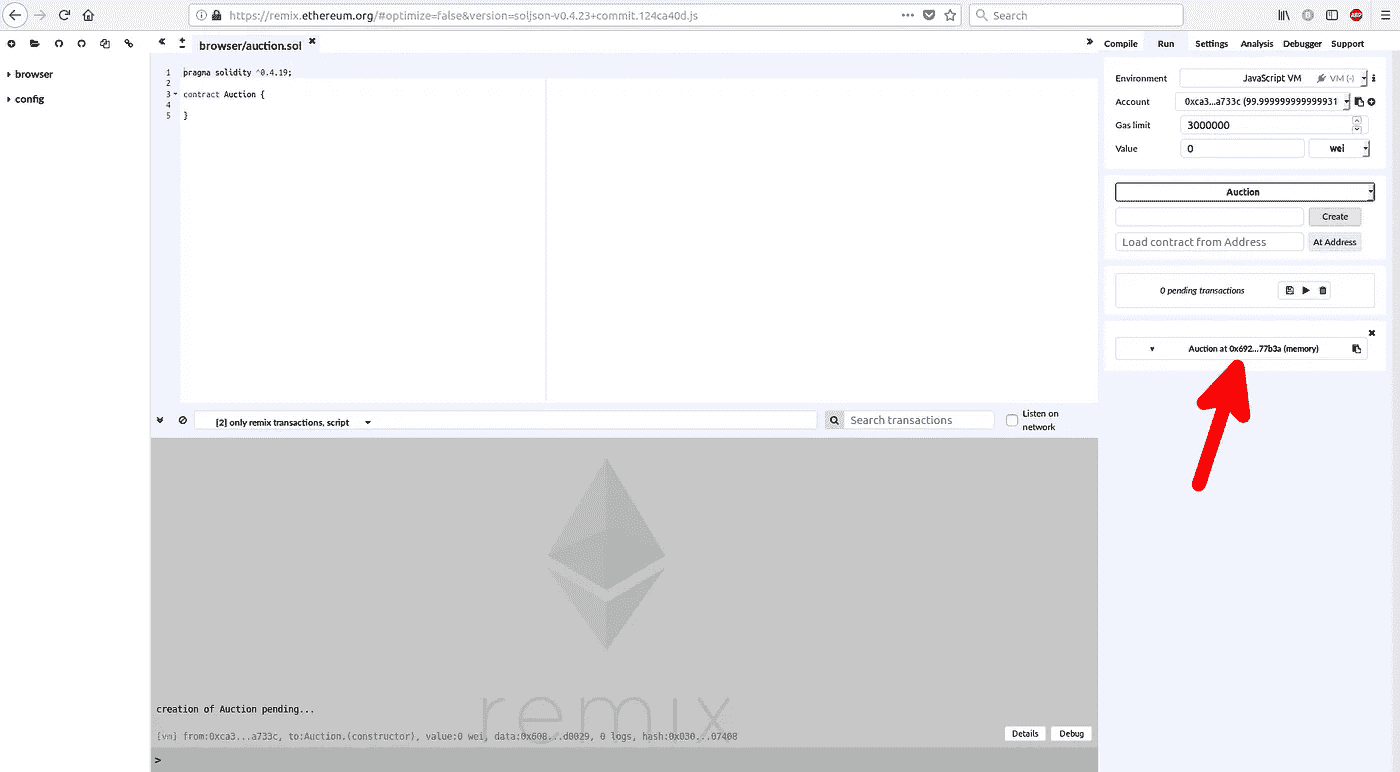 https://remix.ethereum.org/#optimize=false&version=soljson-v0.4.23+commit.124ca40d.js
Search
browser
config
browser/auction.sol
1 pragma solidity ^0.4.19;
2
3 contract Auction {
4
5 }
[2] only remix transactions, script
Search transactions
Listen on
network
remix
creation of Auction pending...
[vm] from:0xca3...a733c, to:Auction.(constructor), value:0 wei, data:0x608...d0029, 0 logs, hash:0x030...07408
Details
Debug
>
Compile Run Settings Analysis Debugger Support
Environment JavaScript VM VM (-)
Account 0xca3...a733c (99.999999999999931
Gas limit 3000000
Value 0 wei
Auction
Create
Load contract from Address At Address
0 pending transactions
Auction at 0x692...77b3a (memory)